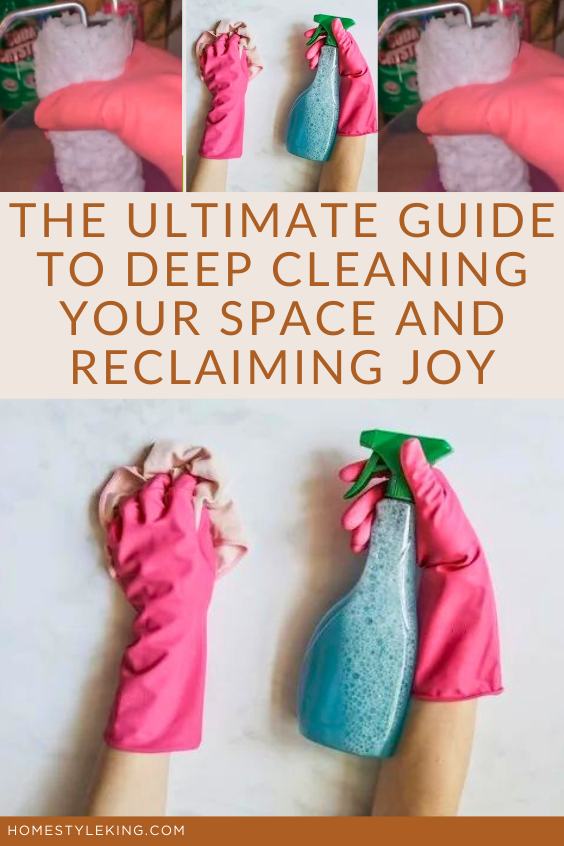 THE ULTIMATE GUIDE
TO DEEP CLEANING
YOUR SPACE AND
RECLAIMING JOY
HOMESTYLEKING.COM